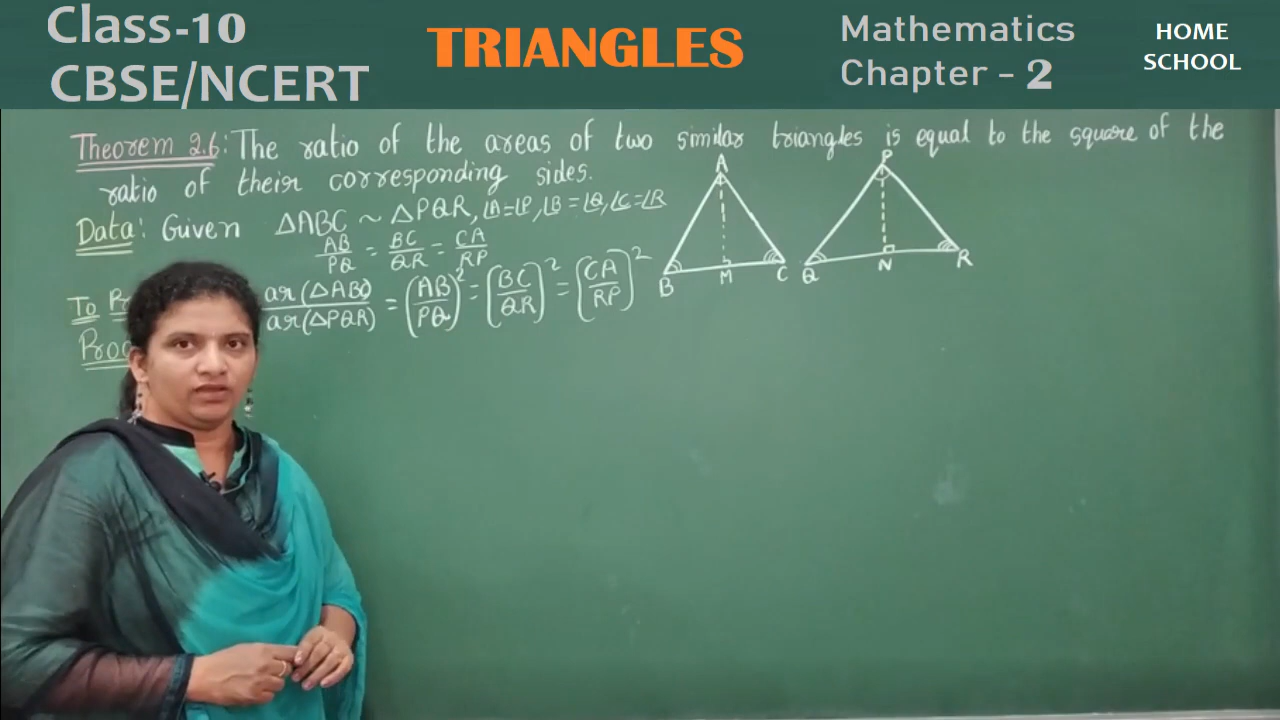 Class-10
CBSE/NCERT
TRIANGLES
Mathematics
Chapter - 2
HOME
SCHOOL
Theorem 2.6: The ratio of the areas of two similar triangles is equal to the square of the
ratio of their corresponding sides.
Data: Given ΔABC ~ ΔPQR, ∠A=∠P, ∠B=∠Q, ∠C=∠R
AB/PQ = BC/QR = CA/RP
To
ar(ΔABC)/ar(ΔPQR) = (AB/PQ)² = (BC/QR)² = (CA/RP)²
A
B
M
C
P
Q
N
R